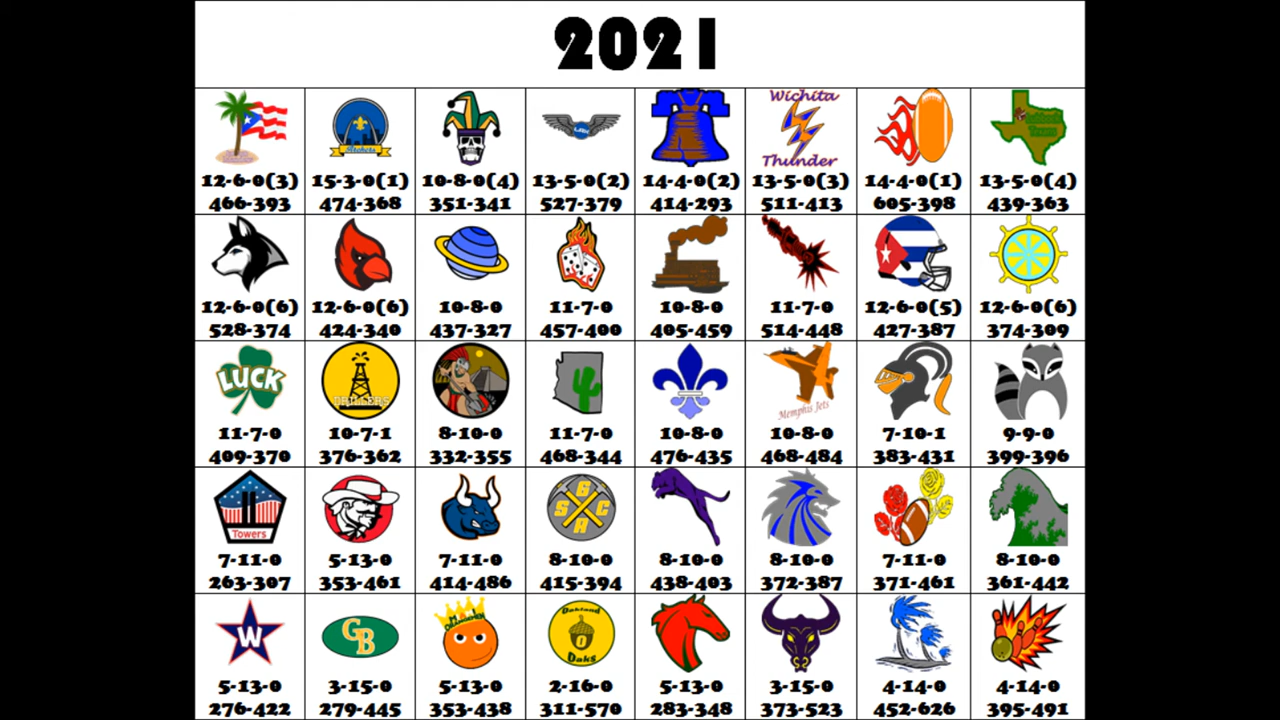 2021
Archers
LAW
Wichita
Thunder
12-6-0(3) 15-3-0(1) 10-8-0(4) 13-5-0(2) 14-4-0(2) 13-5-0(3) 14-4-0(1) 13-5-0(4)
466-393 474-368 351-341 527-379 414-293 511-413 605-398 439-363
12-6-0(6) 12-6-0(6) 10-8-0 11-7-0 10-8-0 11-7-0 12-6-0(5) 12-6-0(6)
528-374 424-340 437-327 457-400 405-459 514-448 427-387 374-309
LUCK
DRILLERS
Memphis Jets
11-7-0 10-7-1 8-10-0 11-7-0 10-8-0 10-8-0 7-10-1 9-9-0
409-370 376-362 332-355 468-344 476-435 468-484 383-431 399-396
Towers
G
S C
A
7-11-0 5-13-0 7-11-0 8-10-0 8-10-0 8-10-0 7-11-0 8-10-0
263-307 353-461 414-486 415-394 438-403 372-387 371-461 361-442
W
GB
Oakland
O
Oaks
5-13-0 3-15-0 5-13-0 2-16-0 5-13-0 3-15-0 4-14-0 4-14-0
276-422 279-445 353-438 311-570 283-348 373-523 452-626 395-491